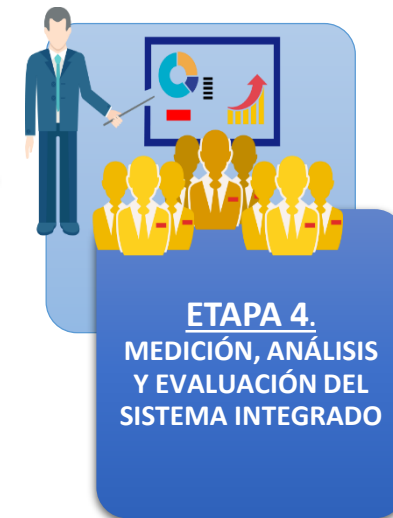 ETAPA 4.
MEDICIÓN, ANÁLISIS
Y EVALUACIÓN DEL
SISTEMA INTEGRADO